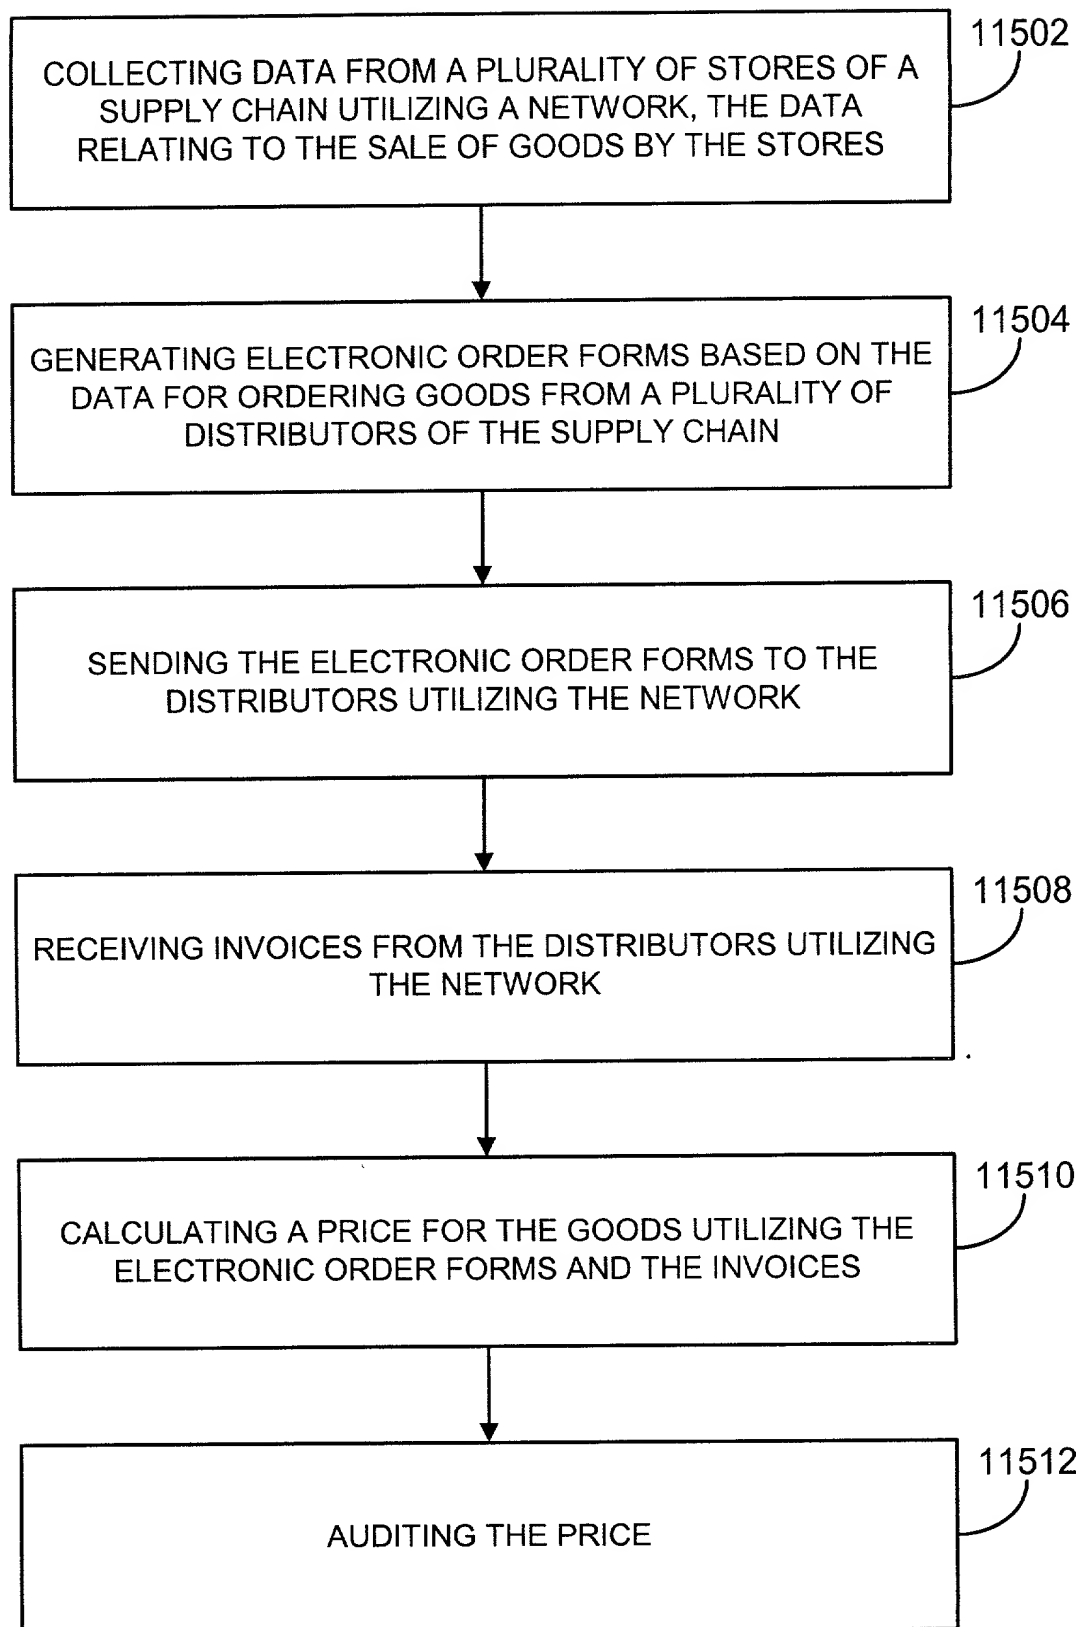 11502
COLLECTING DATA FROM A PLURALITY OF STORES OF A
SUPPLY CHAIN UTILIZING A NETWORK, THE DATA
RELATING TO THE SALE OF GOODS BY THE STORES
11504
GENERATING ELECTRONIC ORDER FORMS BASED ON THE
DATA FOR ORDERING GOODS FROM A PLURALITY OF
DISTRIBUTORS OF THE SUPPLY CHAIN
11506
SENDING THE ELECTRONIC ORDER FORMS TO THE
DISTRIBUTORS UTILIZING THE NETWORK
11508
RECEIVING INVOICES FROM THE DISTRIBUTORS UTILIZING
THE NETWORK
11510
CALCULATING A PRICE FOR THE GOODS UTILIZING THE
ELECTRONIC ORDER FORMS AND THE INVOICES
11512
AUDITING THE PRICE